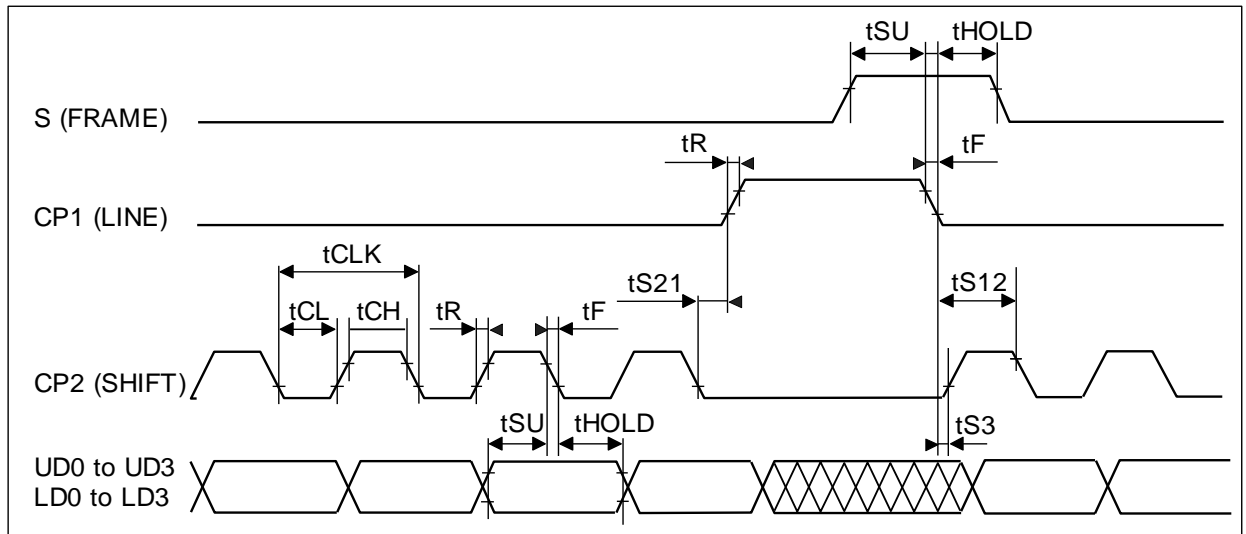 tSU tHOLD
S (FRAME)
tR tF
CP1 (LINE)
tCLK
tS21 tS12
tCL tCH tR tF
CP2 (SHIFT)
tSU tHOLD tS3
UD0 to UD3
LD0 to LD3